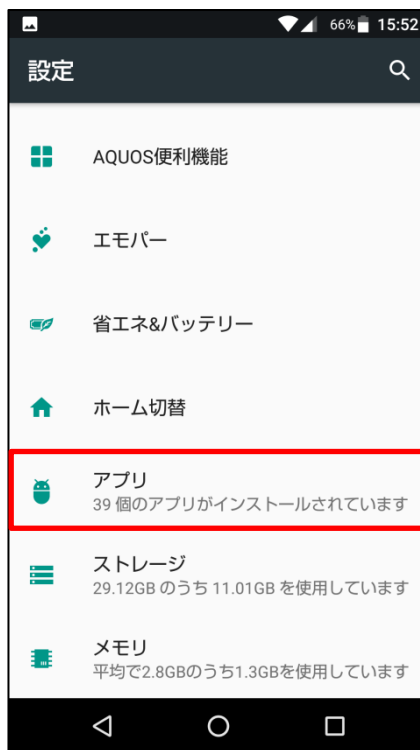 66% 15:52
設定
AQUOS便利機能
エモパー
省エネ&バッテリー
ホーム切替
アプリ
39 個のアプリがインストールされています
ストレージ
29.12GB のうち 11.01GB を使用しています
メモリ
平均で2.8GBのうち1.3GBを使用しています